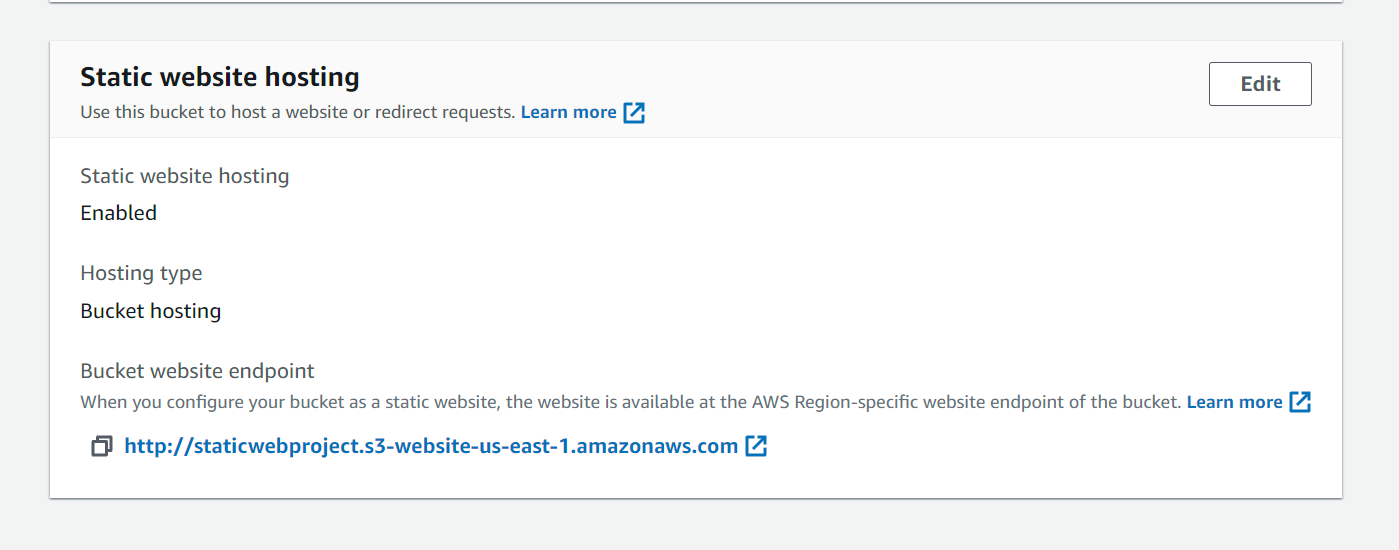 Static website hosting
Edit
Use this bucket to host a website or redirect requests. Learn more
Static website hosting
Enabled
Hosting type
Bucket hosting
Bucket website endpoint
When you configure your bucket as a static website, the website is available at the AWS Region-specific website endpoint of the bucket. Learn more
http://staticwebproject.s3-website-us-east-1.amazonaws.com